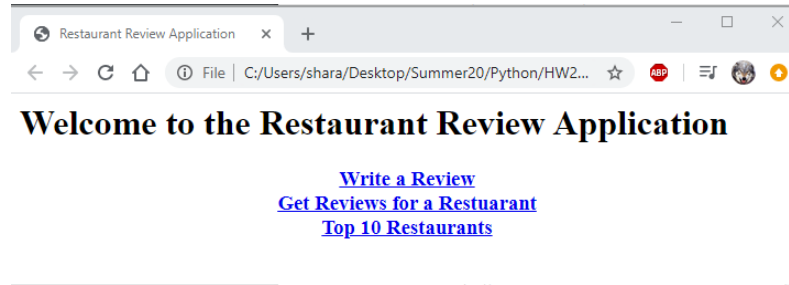 Restaurant Review Application
File | C:/Users/shara/Desktop/Summer20/Python/HW2...
ABP
Welcome to the Restaurant Review Application
Write a Review
Get Reviews for a Restuarant
Top 10 Restaurants